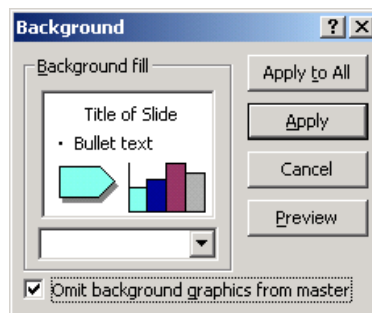 Background
Background fill
Title of Slide
• Bullet text
Apply to All
Apply
Cancel
Preview
Omit background graphics from master